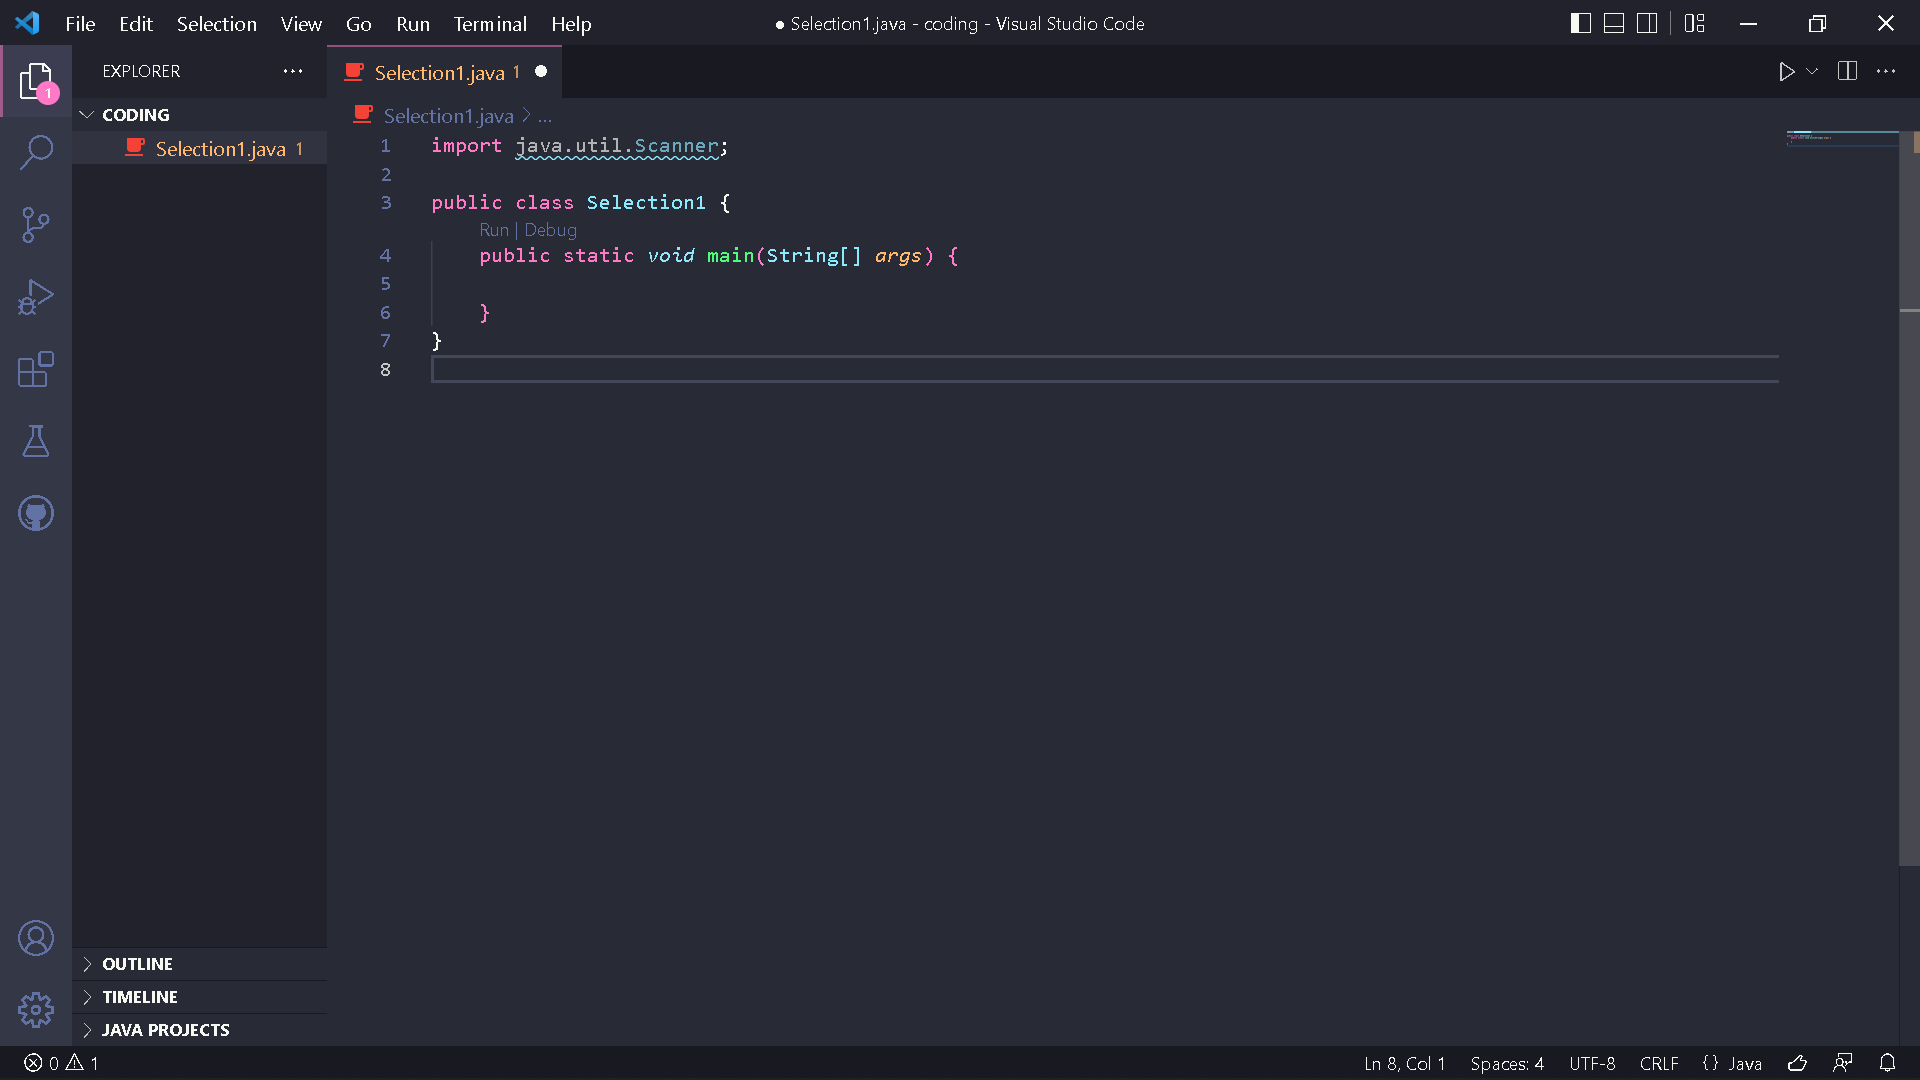 File Edit Selection View Go Run Terminal Help ● Selection1.java - coding - Visual Studio Code
EXPLORER ...
1
CODING
Selection1.java 1
Selection1.java 1 ●
Selection1.java > ...
1 import java.util.Scanner;
2
3 public class Selection1 {
Run | Debug
4 public static void main(String[] args) {
5
6 }
7 }
8
OUTLINE
TIMELINE
JAVA PROJECTS
0 1 Ln 8, Col 1 Spaces: 4 UTF-8 CRLF {} Java